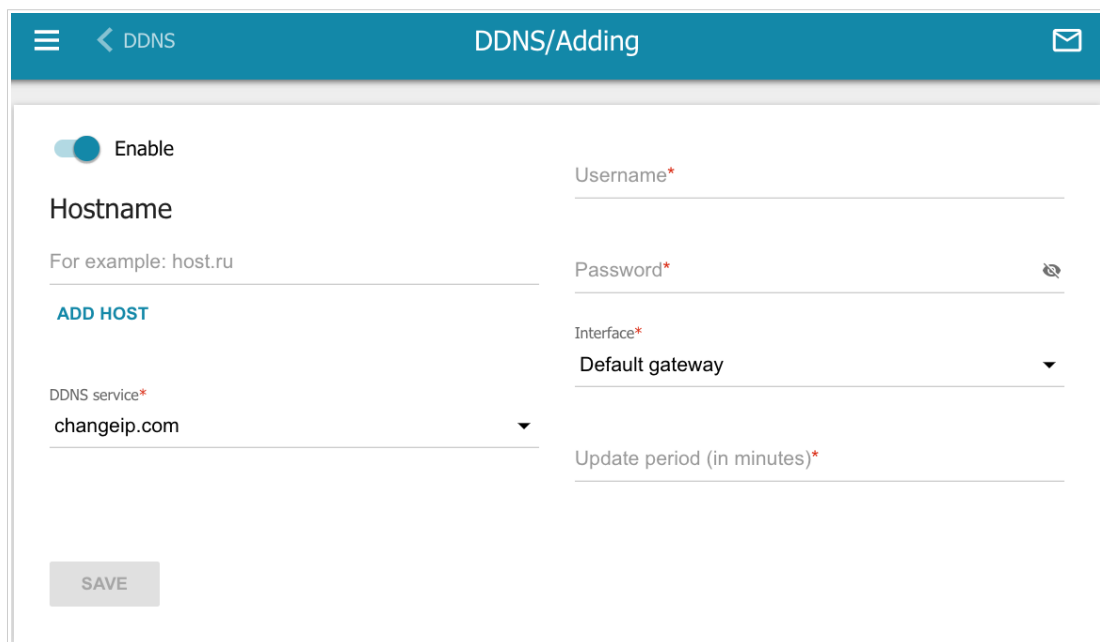 DDNS
DDNS/Adding
Enable
Hostname
For example: host.ru
ADD HOST
DDNS service*
changeip.com
Username*
Password*
Interface*
Default gateway
Update period (in minutes)*
SAVE